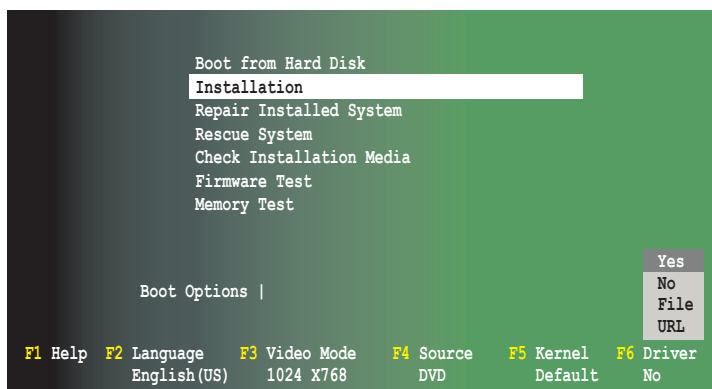 Boot from Hard Disk
Installation
Repair Installed System
Rescue System
Check Installation Media
Firmware Test
Memory Test
Boot Options |
Yes
No
File
URL
F1 Help F2 Language F3 Video Mode F4 Source F5 Kernel F6 Driver
English(US) 1024 X768 DVD Default No